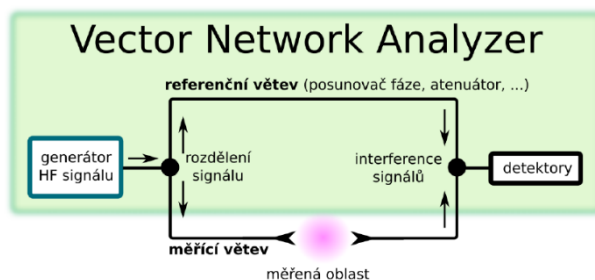 Vector Network Analyzer
referenční větev (posunovač fáze, atenuátor, ...)
generátor
HF signálu
rozdělení
signálu
interference
signálů
detektory
měřící větev
měřená oblast